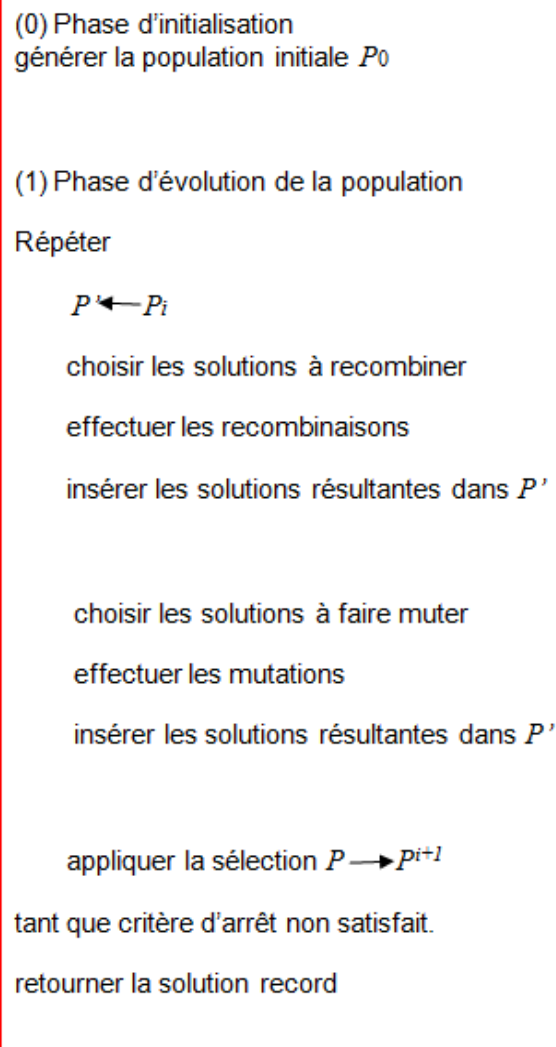 (0) Phase d'initialisation
générer la population initiale P0
(1) Phase d'évolution de la population
Répéter
P' ← Pi
choisir les solutions à recombiner
effectuer les recombinaisons
insérer les solutions résultantes dans P'
choisir les solutions à faire muter
effectuer les mutations
insérer les solutions résultantes dans P'
appliquer la sélection P → Pi+1
tant que critère d'arrêt non satisfait.
retourner la solution record